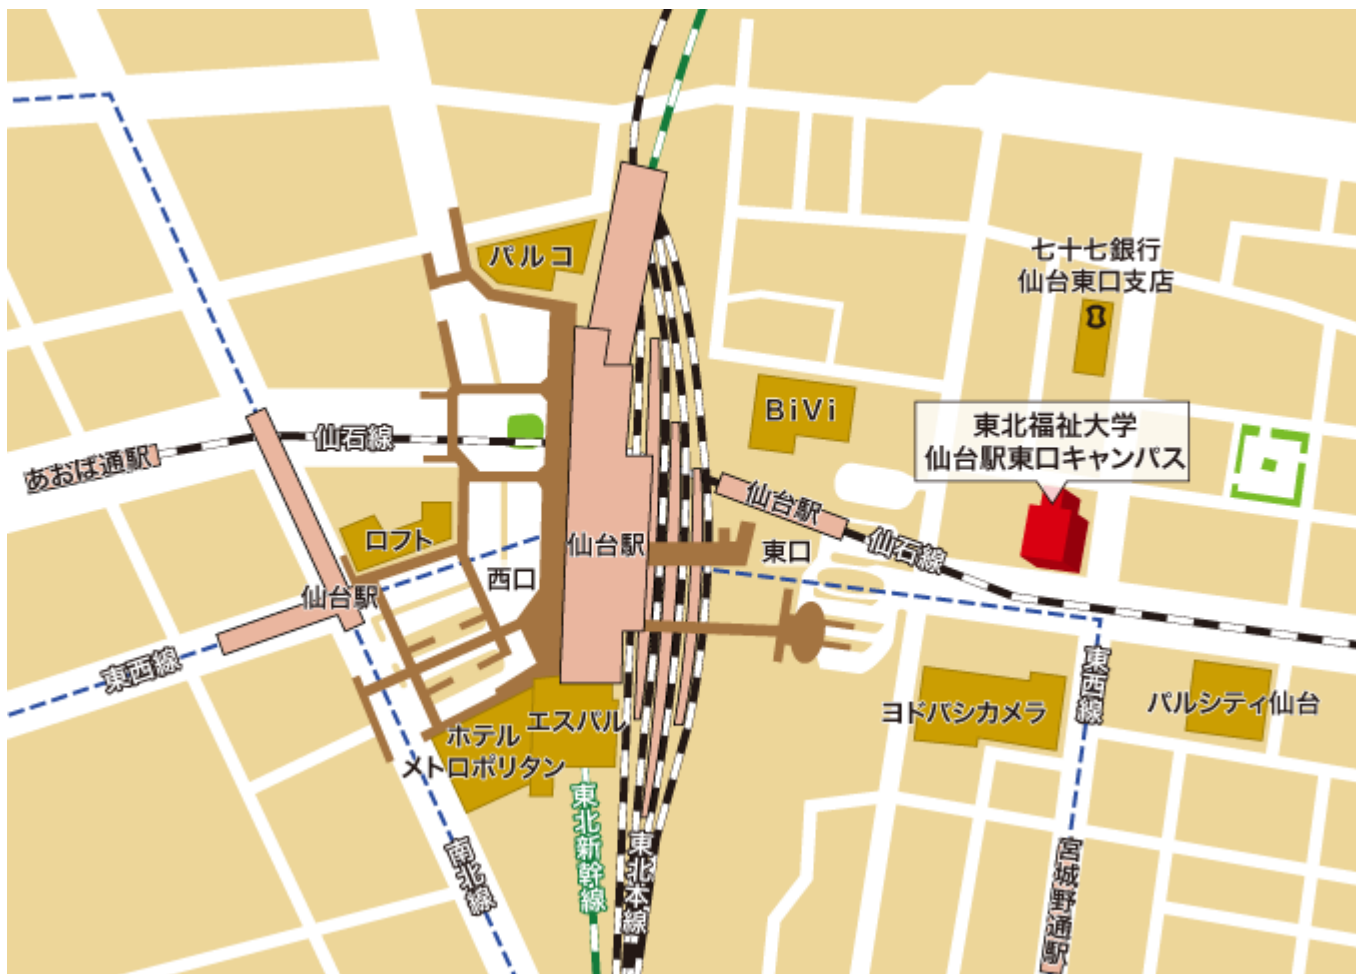 パルコ
七十七銀行
仙台東口支店
BiVi
東北福祉大学
仙台駅東口キャンパス
仙石線
あおば通駅
仙台駅
ロフト
仙台駅
東口
仙石線
西口
仙台駅
東西線
東西線
ヨドバシカメラ
パルシティ仙台
エスパル
ホテル
メトロポリタン
東北新幹線
東北本線
南北線
宮城野通駅